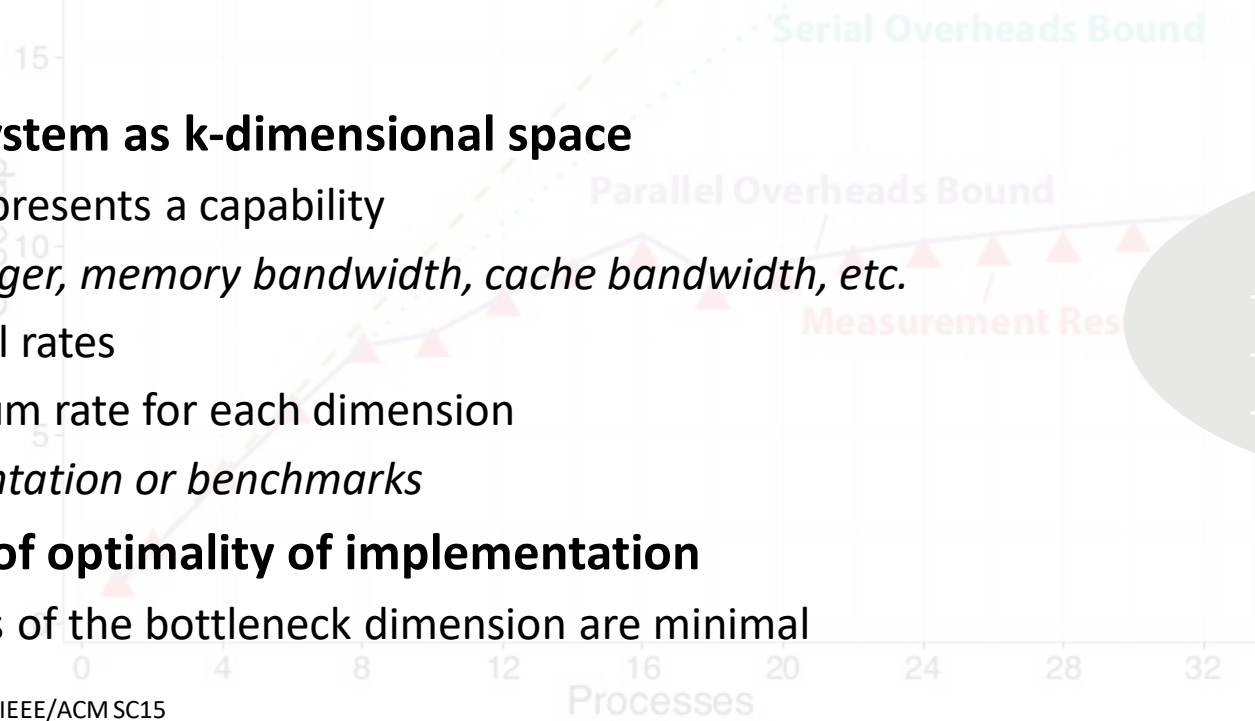 15
Serial Overheads Bound
stem as k-dimensional space
presents a capability
Parallel Overheads Bound
10
ger, memory bandwidth, cache bandwidth, etc.
Measurement Res
l rates
m rate for each dimension
5
ntation or benchmarks
of optimality of implementation
s of the bottleneck dimension are minimal
0 4 8 12 16 20 24 28 32
Processes
IEEE/ACM SC15